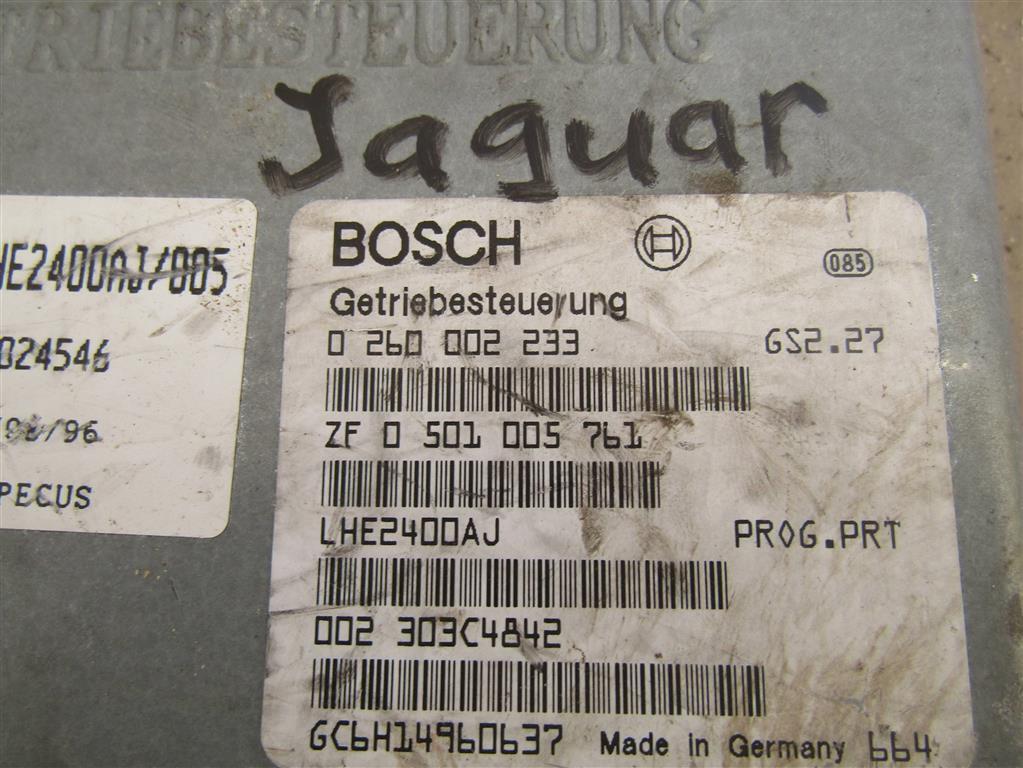 TRIEBESTEUERUNG
Jaguar
HE2400AJ/005
024546
/96
PECUS
BOSCH
085
Getriebesteuerung
0 260 002 233 GS2.27
ZF 0 501 005 761
LHE2400AJ PROG.PRT
002 303C4842
GC6H14960637 Made in Germany 664